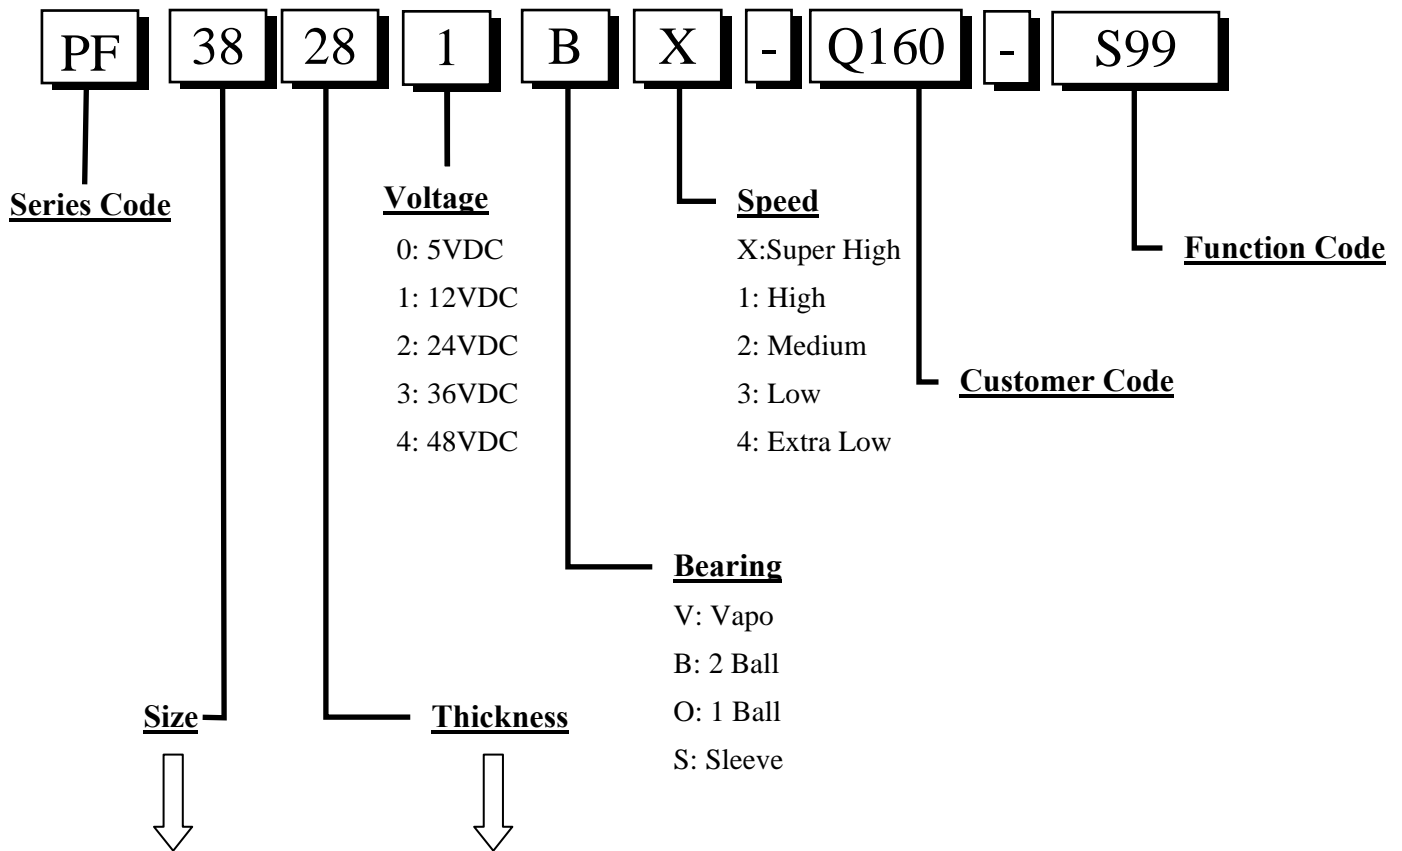 PF 38 28 1 B X - Q160 - S99
Series Code
Voltage
0: 5VDC
1: 12VDC
2: 24VDC
3: 36VDC
4: 48VDC
Speed
X:Super High
1: High
2: Medium
3: Low
4: Extra Low
Function Code
Customer Code
Bearing
V: Vapo
B: 2 Ball
O: 1 Ball
S: Sleeve
Size
Thickness